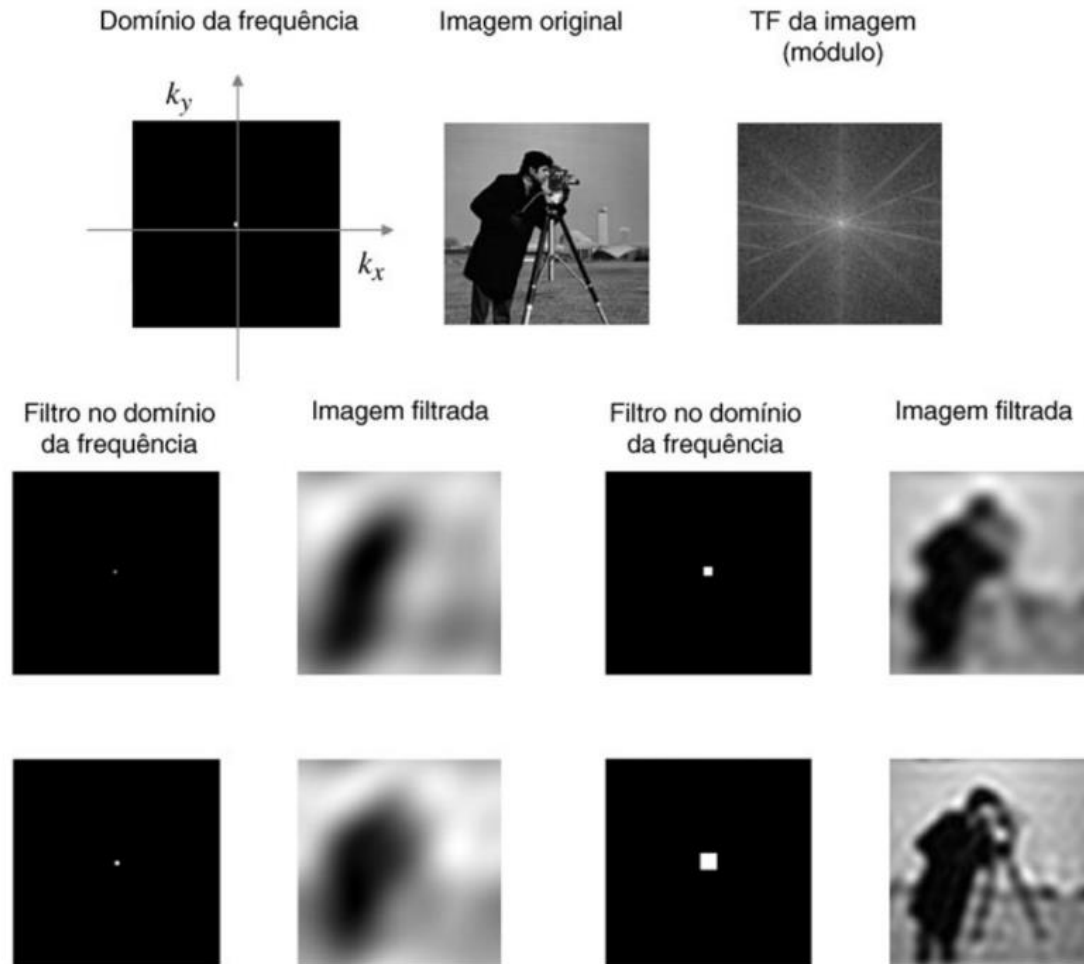 Domínio da frequência
Imagem original
TF da imagem
(módulo)
k_y
k_x
Filtro no domínio
da frequência
Imagem filtrada
Filtro no domínio
da frequência
Imagem filtrada